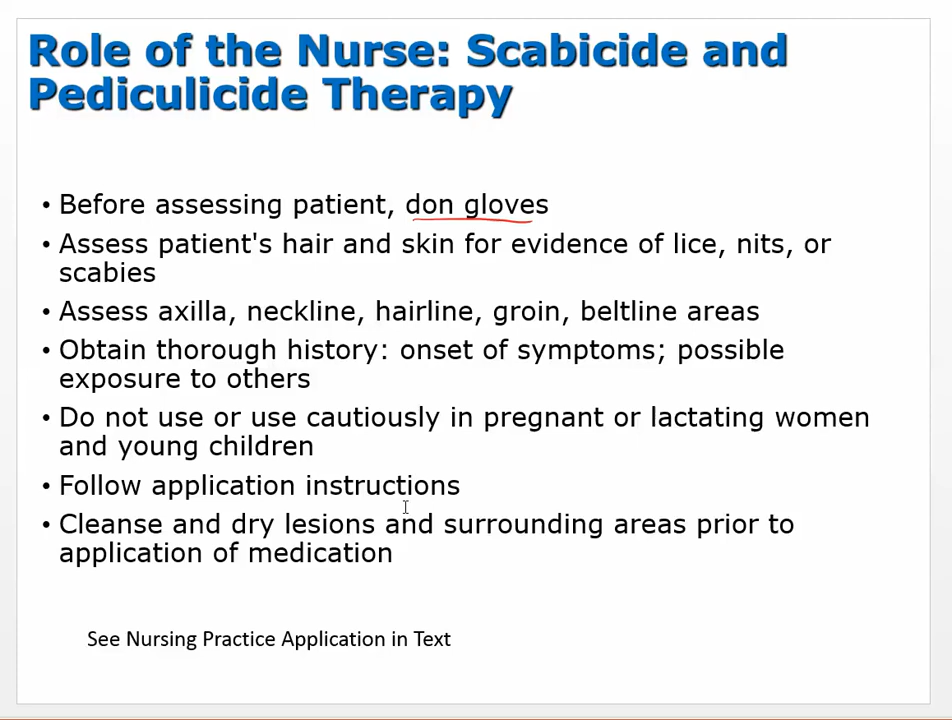 Role of the Nurse: Scabicide and
Pediculicide Therapy
• Before assessing patient, don gloves
• Assess patient's hair and skin for evidence of lice, nits, or
scabies
• Assess axilla, neckline, hairline, groin, beltline areas
• Obtain thorough history: onset of symptoms; possible
exposure to others
• Do not use or use cautiously in pregnant or lactating women
and young children
• Follow application instructions
• Cleanse and dry lesions and surrounding areas prior to
application of medication
See Nursing Practice Application in Text